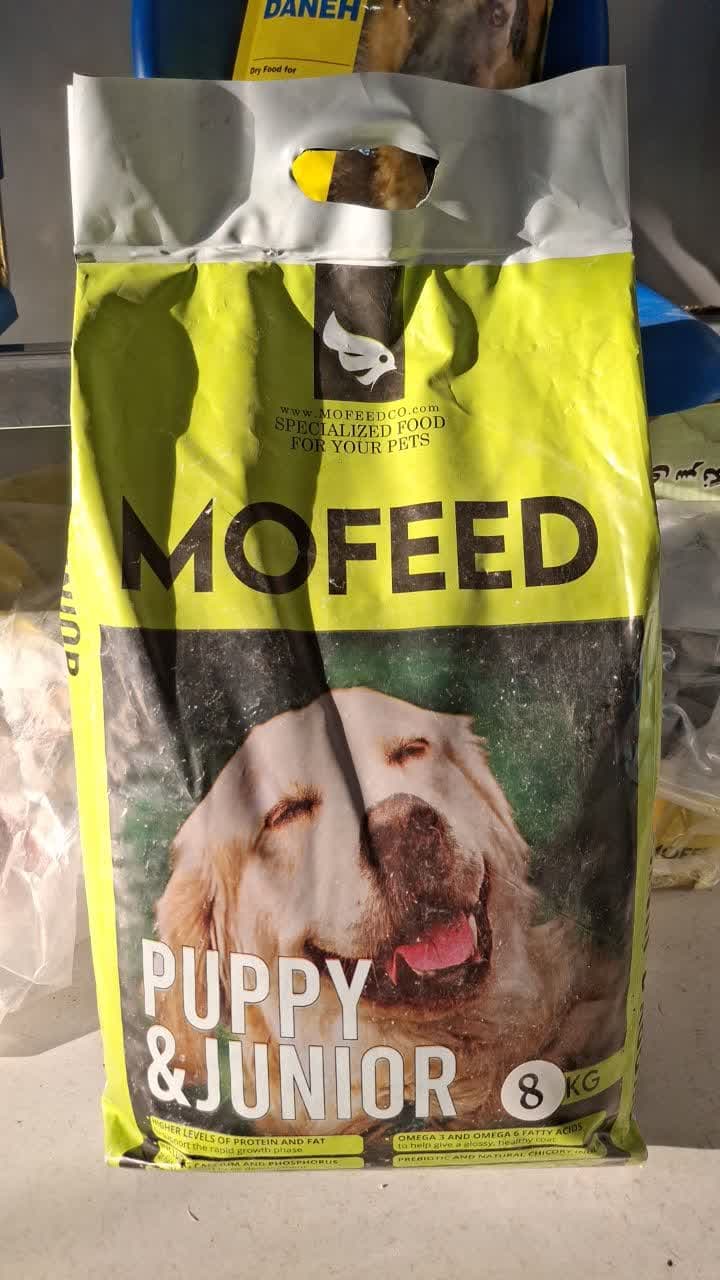 DANEH
Dry Food for
www.MOFEEDCO.com
SPECIALIZED FOOD
FOR YOUR PETS
MOFEED
PUPPY
&JUNIOR
8 KG
HIGHER LEVELS OF PROTEIN AND FAT
support the rapid growth phase
CALCIUM AND PHOSPHORUS
OMEGA 3 AND OMEGA 6 FATTY ACIDS
to help give a glossy, healthy coat
PREBIOTIC AND NATURAL CHICORY